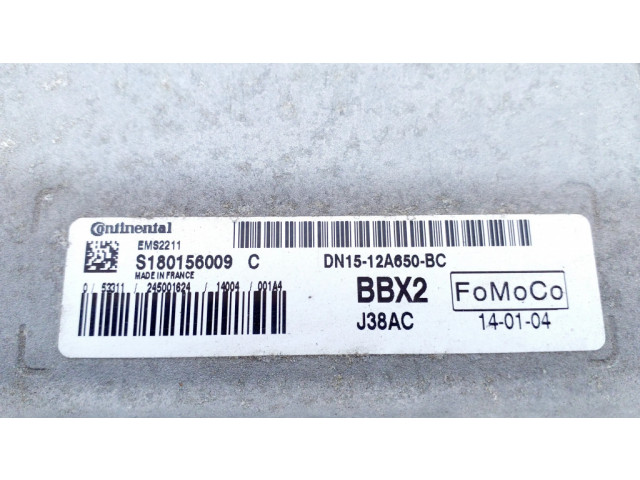 Continental
EMS2211
S180156009 C
MADE IN FRANCE
0 / 53311 / 245001624 / 14004 / 001A4
DN15-12A650-BC
BBX2
FoMoCo
J38AC
14-01-04